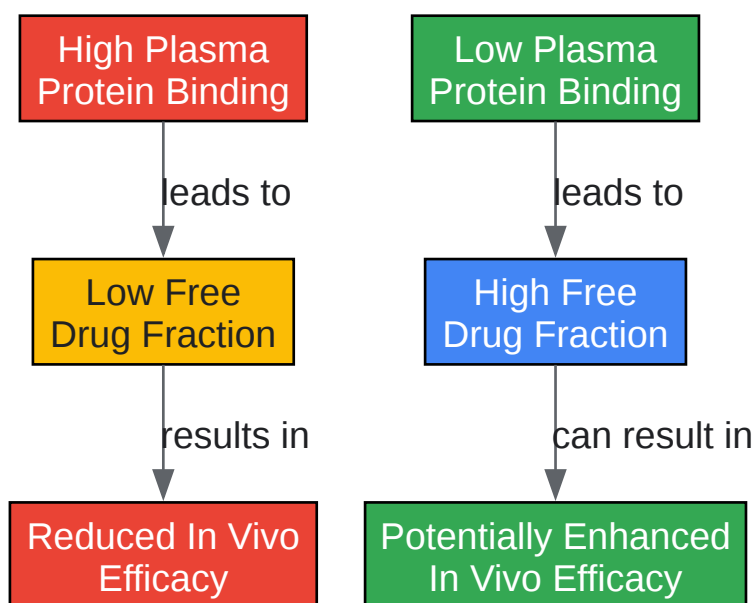 High Plasma
Protein Binding
leads to
Low Free
Drug Fraction
results in
Reduced In Vivo
Efficacy
Low Plasma
Protein Binding
leads to
High Free
Drug Fraction
can result in
Potentially Enhanced
In Vivo Efficacy